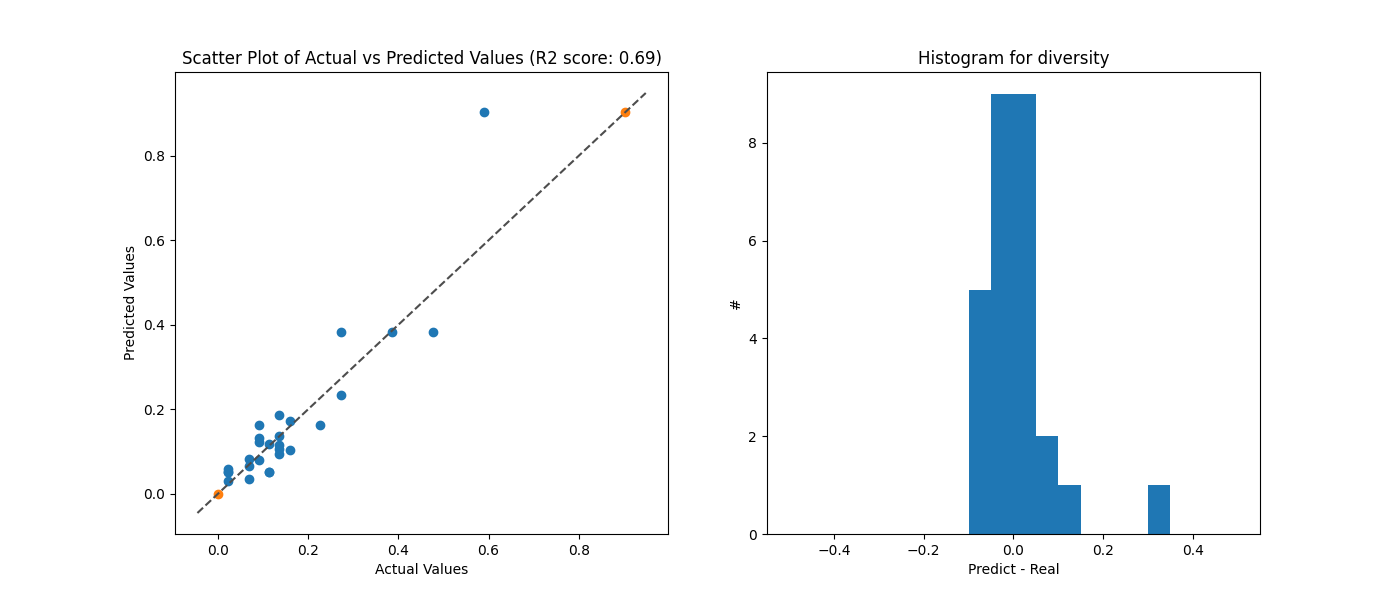 Scatter Plot of Actual vs Predicted Values (R2 score: 0.69)
Predicted Values
0.8
0.6
0.4
0.2
0.0
0.0 0.2 0.4 0.6 0.8
Actual Values
Histogram for diversity
#
8
6
4
2
0
−0.4 −0.2 0.0 0.2 0.4
Predict - Real